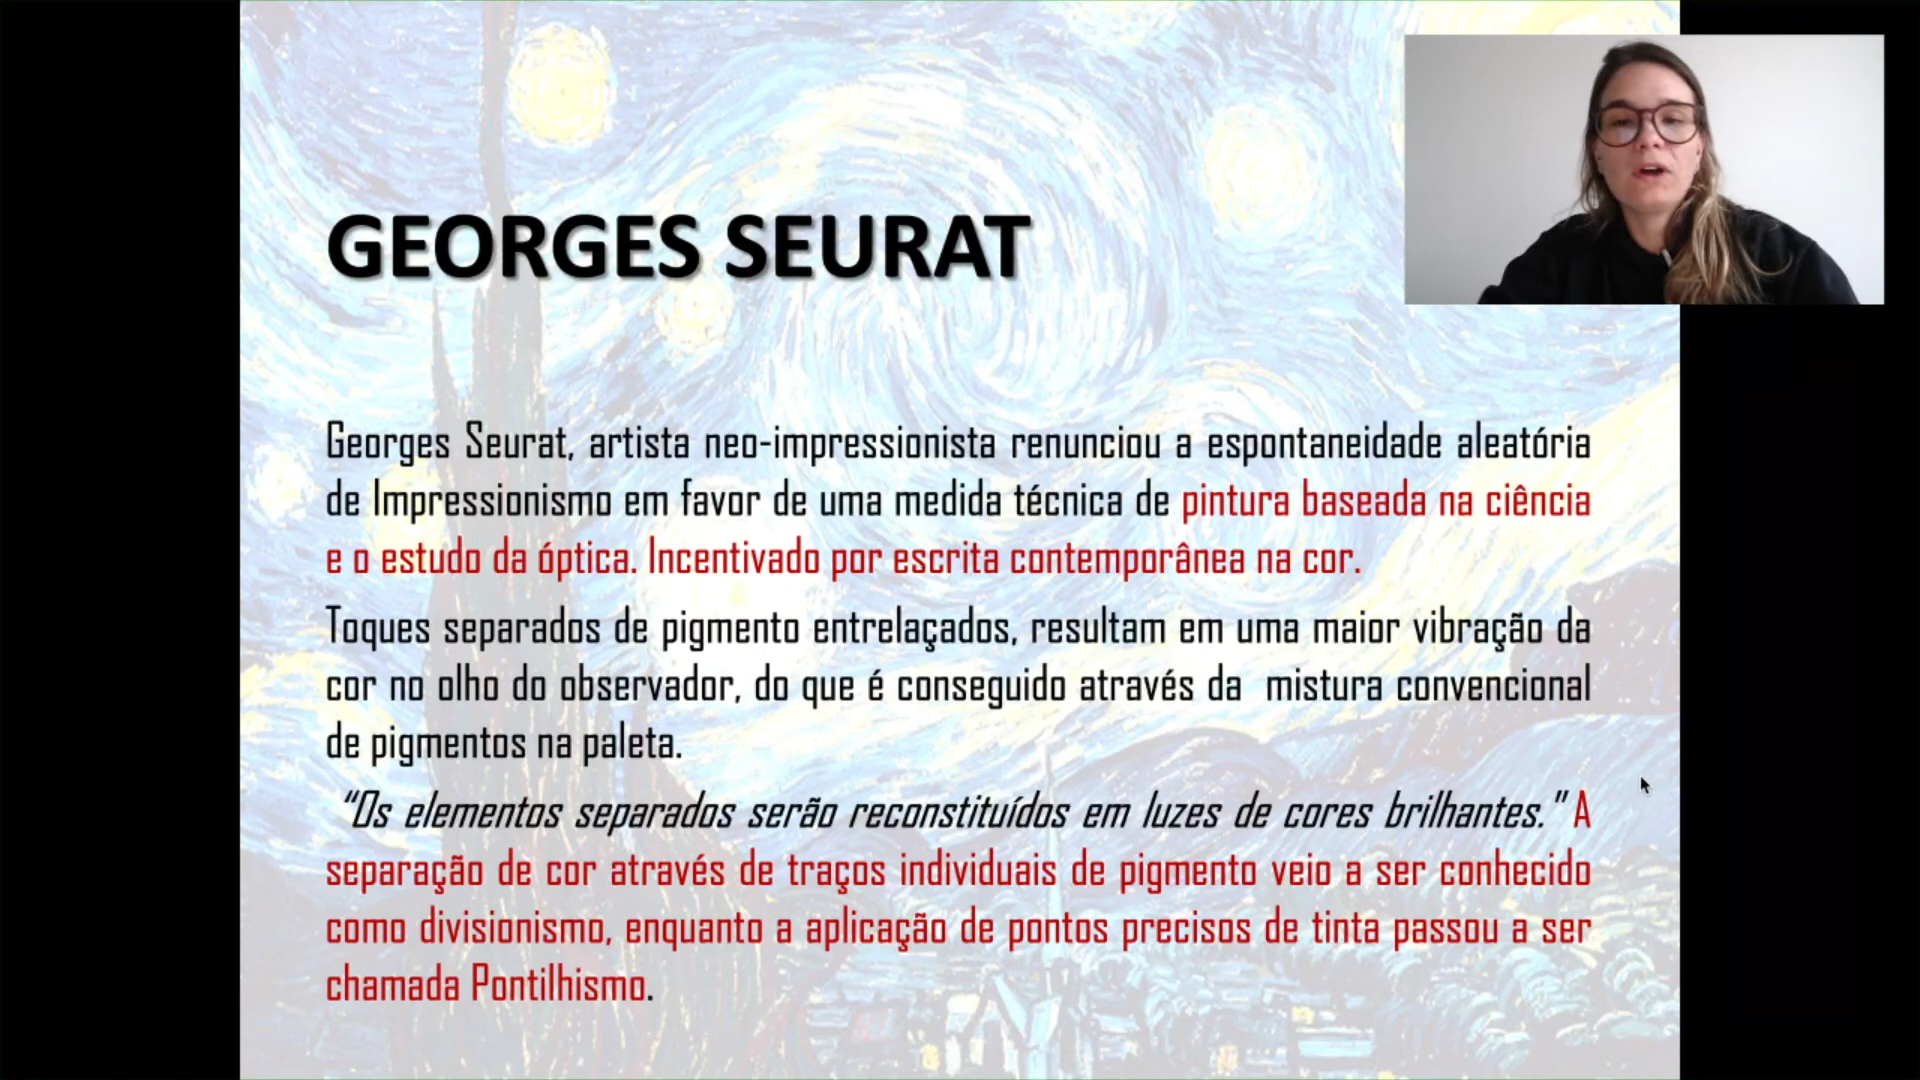 GEORGES SEURAT
Georges Seurat, artista neo-impressionista renunciou a espontaneidade aleatória
de Impressionismo em favor de uma medida técnica de pintura baseada na ciência
e o estudo da óptica. Incentivado por escrita contemporânea na cor.
Toques separados de pigmento entrelaçados, resultam em uma maior vibração da
cor no olho do observador, do que é conseguido através da mistura convencional
de pigmentos na paleta.
“Os elementos separados serão reconstituídos em luzes de cores brilhantes.” A
separação de cor através de traços individuais de pigmento veio a ser conhecido
como divisionismo, enquanto a aplicação de pontos precisos de tinta passou a ser
chamada Pontilhismo.